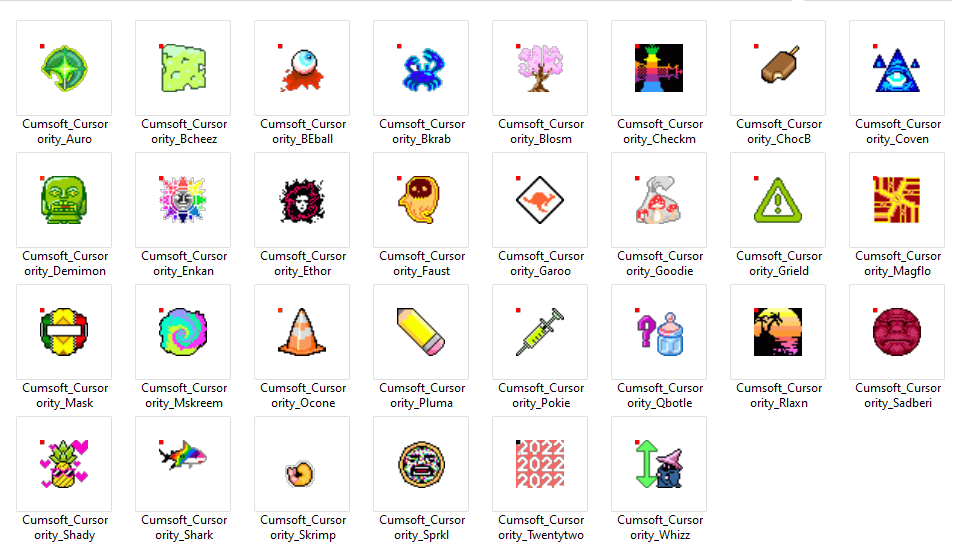 Cumsoft_Cursor Cumsoft_Cursor Cumsoft_Cursor Cumsoft_Cursor Cumsoft_Cursor Cumsoft_Cursor Cumsoft_Cursor Cumsoft_Cursor
ority_Auro ority_Bcheez ority_BEball ority_Bkrab ority_Blosm ority_Checkm ority_ChocB ority_Coven
Cumsoft_Cursor Cumsoft_Cursor Cumsoft_Cursor Cumsoft_Cursor Cumsoft_Cursor Cumsoft_Cursor Cumsoft_Cursor Cumsoft_Cursor
ority_Demimon ority_Enkan ority_Ethor ority_Faust ority_Garoo ority_Goodie ority_Grield ority_Magflo
Cumsoft_Cursor Cumsoft_Cursor Cumsoft_Cursor Cumsoft_Cursor Cumsoft_Cursor Cumsoft_Cursor Cumsoft_Cursor Cumsoft_Cursor
ority_Mask ority_Mskreem ority_Ocone ority_Pluma ority_Pokie ority_Qbotle ority_Rlaxn ority_Sadberi
2022
2022
2022
Cumsoft_Cursor Cumsoft_Cursor Cumsoft_Cursor Cumsoft_Cursor Cumsoft_Cursor Cumsoft_Cursor
ority_Shady ority_Shark ority_Skrimp ority_Sprkl ority_Twentytwo ority_Whizz